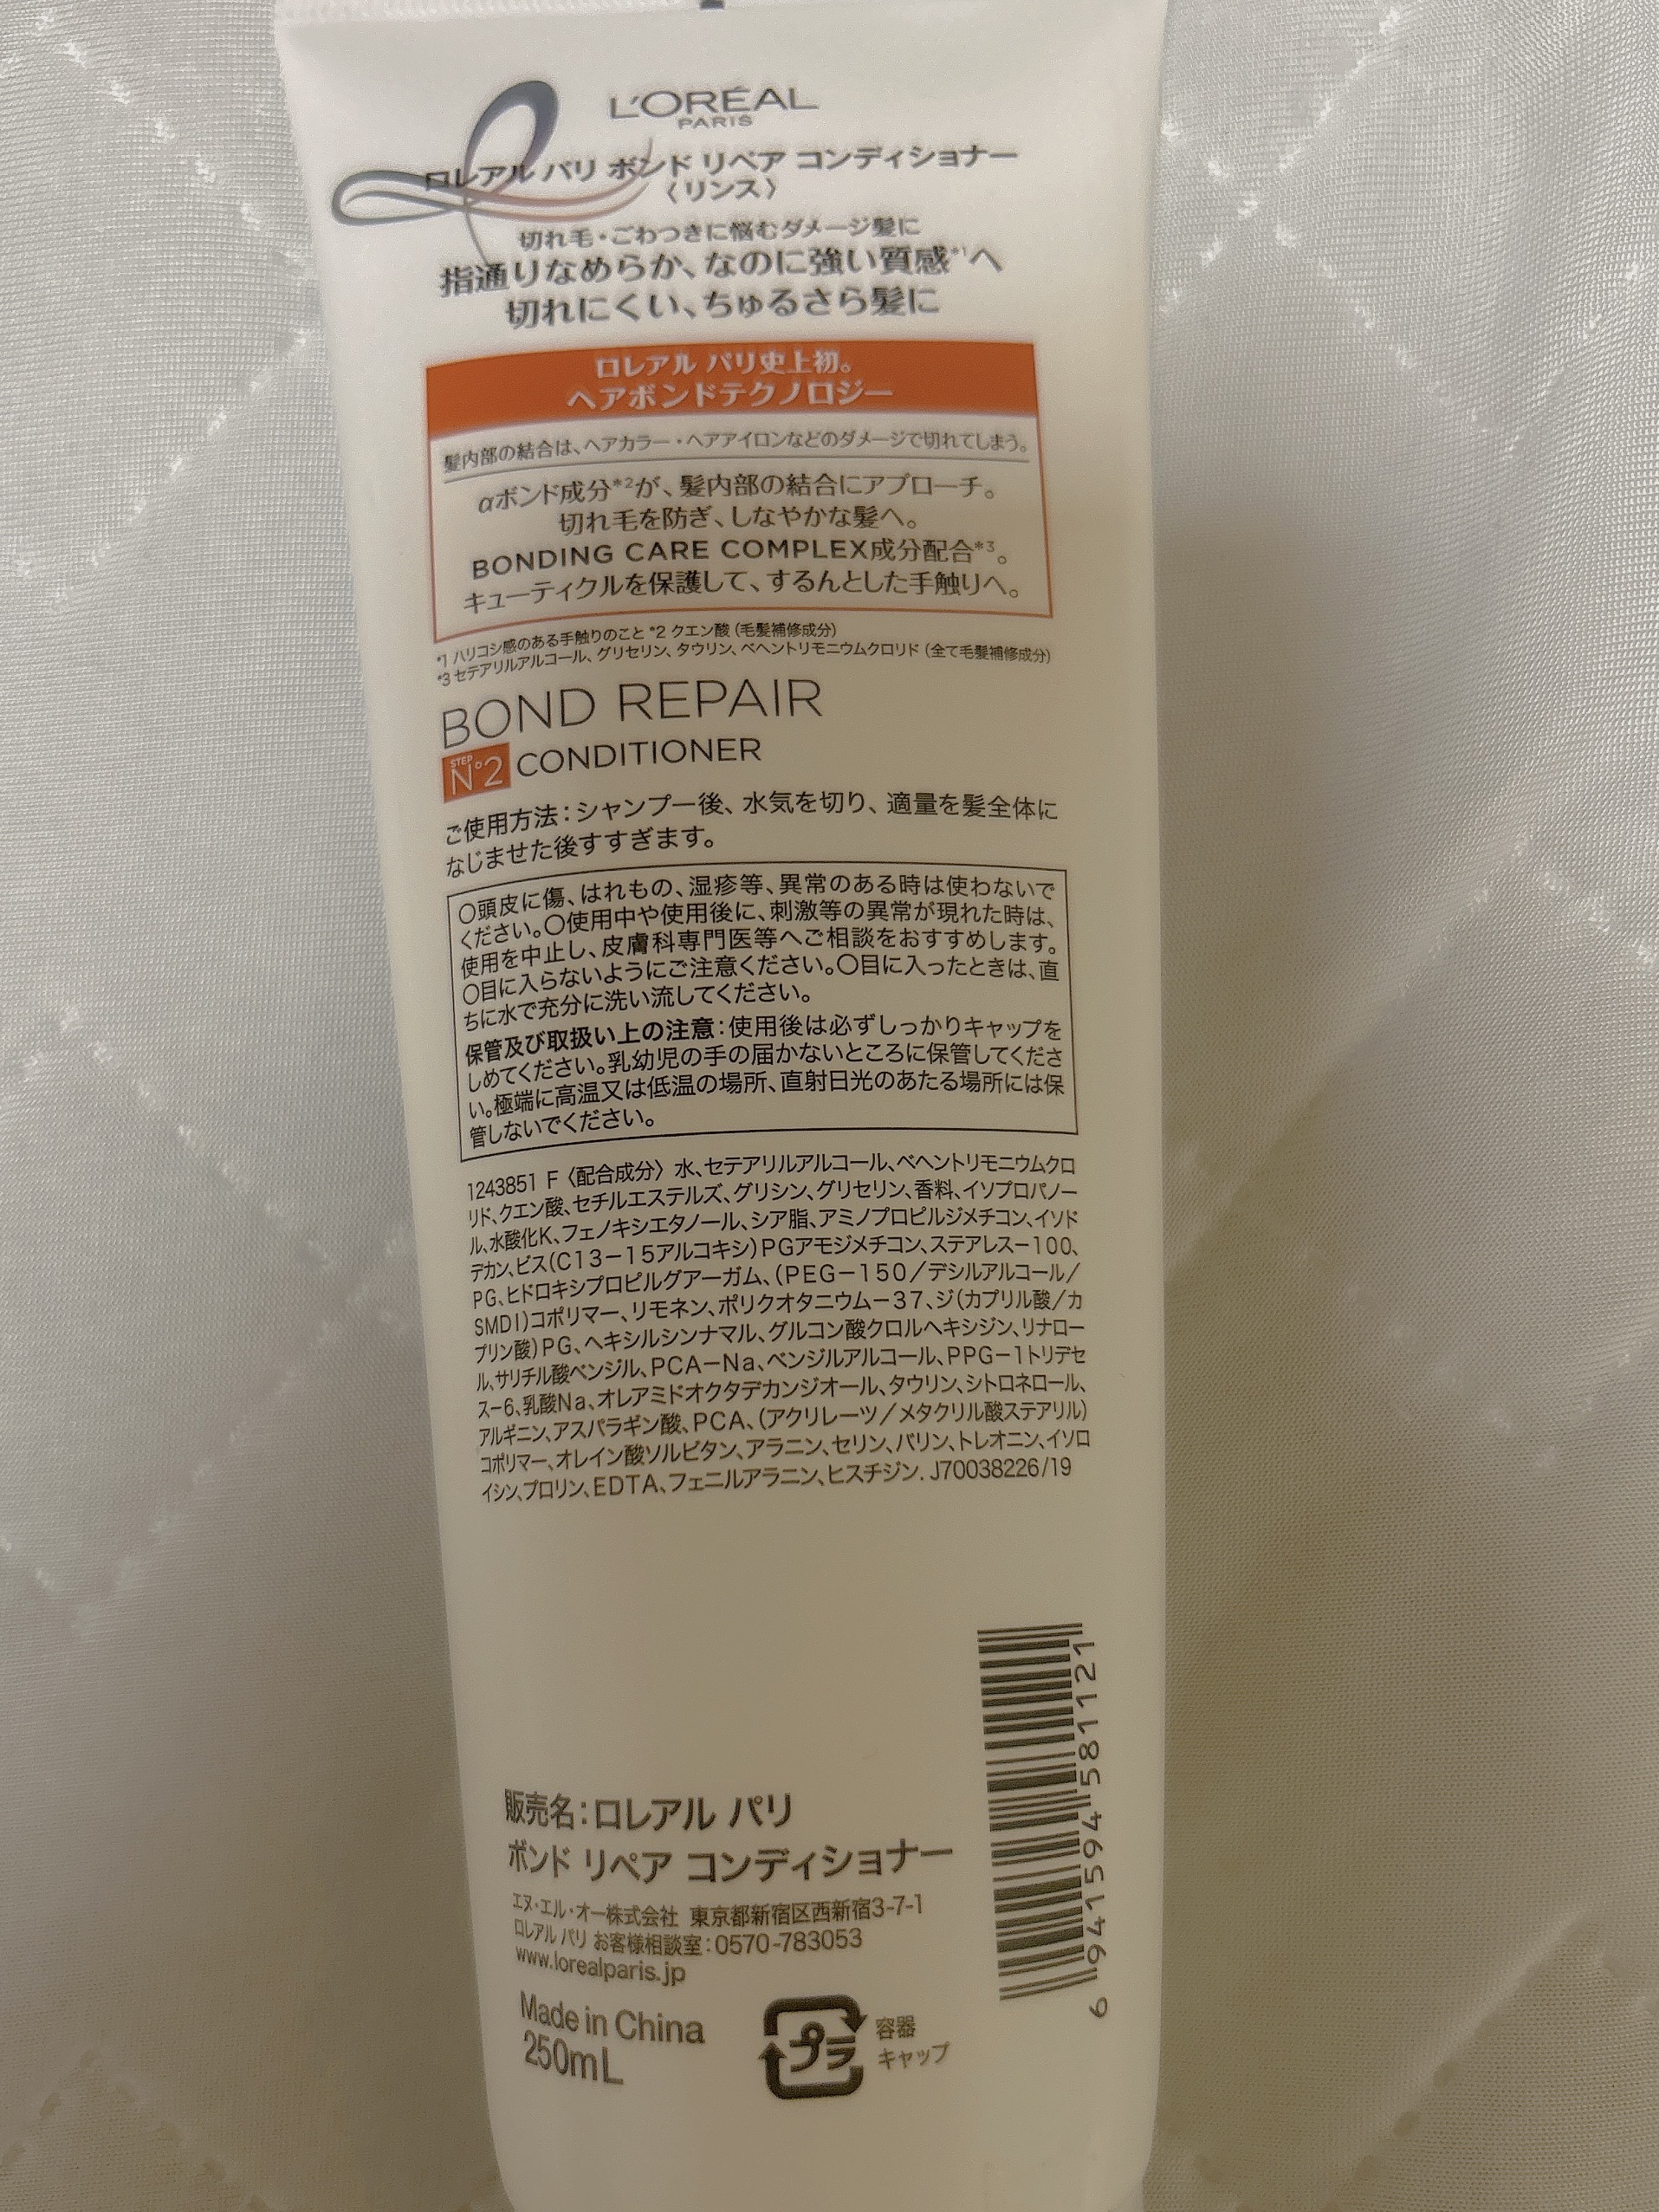 L'ORÉAL
PARIS
ロレアル パリ ボンド リペア コンディショナー
〈リンス〉
切れ毛・ごわつきに悩むダメージ髪に
指通りなめらか、なのに強い質感*1へ
切れにくい、ちゅるさら髪に
ロレアル パリ史上初。
ヘアボンドテクノロジー
髪内部の結合は、ヘアカラー・ヘアアイロンなどのダメージで切れてしまう。
αボンド成分*2が、髪内部の結合にアプローチ。
切れ毛を防ぎ、しなやかな髪へ。
BONDING CARE COMPLEX成分配合*3。
キューティクルを保護して、するんとした手触りへ。
*1 ハリコシ感のある手触りのこと *2 クエン酸（毛髪補修成分）
*3 セテアリルアルコール、グリセリン、タウリン、ベヘントリモニウムクロリド（全て毛髪補修成分）
BOND REPAIR
STEP
N°2 CONDITIONER
ご使用方法：シャンプー後、水気を切り、適量を髪全体に
なじませた後すすぎます。
〇頭皮に傷、はれもの、湿疹等、異常のある時は使わないで
ください。〇使用中や使用後に、刺激等の異常が現れた時は、
使用を中止し、皮膚科専門医等へご相談をおすすめします。
〇目に入らないようにご注意ください。〇目に入ったときは、直
ちに水で充分に洗い流してください。
保管及び取扱い上の注意：使用後は必ずしっかりキャップを
しめてください。乳幼児の手の届かないところに保管してくださ
い。極端に高温又は低温の場所、直射日光のあたる場所には保
管しないでください。
1243851 F〈配合成分〉水、セテアリルアルコール、ベヘントリモニウムクロ
リド、クエン酸、セチルエステルズ、グリシン、グリセリン、香料、イソプロパノー
ル、水酸化K、フェノキシエタノール、シア脂、アミノプロピルジメチコン、イソド
デカン、ビス(C13－15アルコキシ)PGアモジメチコン、ステアレス－100、
PG、ヒドロキシプロピルグアーガム、(PEG－150／デシルアルコール／
SMDI)コポリマー、リモネン、ポリクオタニウム－37、ジ(カプリル酸／カ
プリン酸)PG、ヘキシルシンナマル、グルコン酸クロルヘキシジン、リナロー
ル、サリチル酸ベンジル、PCA－Na、ベンジルアルコール、PPG－1トリデセ
ス－6、乳酸Na、オレアミドオクタデカンジオール、タウリン、シトロネロール、
アルギニン、アスパラギン酸、PCA、(アクリレーツ／メタクリル酸ステアリル)
コポリマー、オレイン酸ソルビタン、アラニン、セリン、バリン、トレオニン、イソロ
イシン、プロリン、EDTA、フェニルアラニン、ヒスチジン. J70038226/19
販売名：ロレアル パリ
ボンド リペア コンディショナー
エヌ・エル・オー株式会社 東京都新宿区西新宿3-7-1
ロレアル パリ お客様相談室：0570-783053
www.lorealparis.jp
Made in China
250mL
プラ
容器
キャップ
6 941594 581121